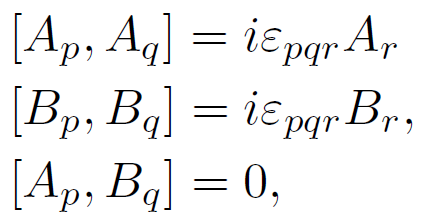 [A_p, A_q] = iε_{pqr}A_r
[B_p, B_q] = iε_{pqr}B_r,
[A_p, B_q] = 0,